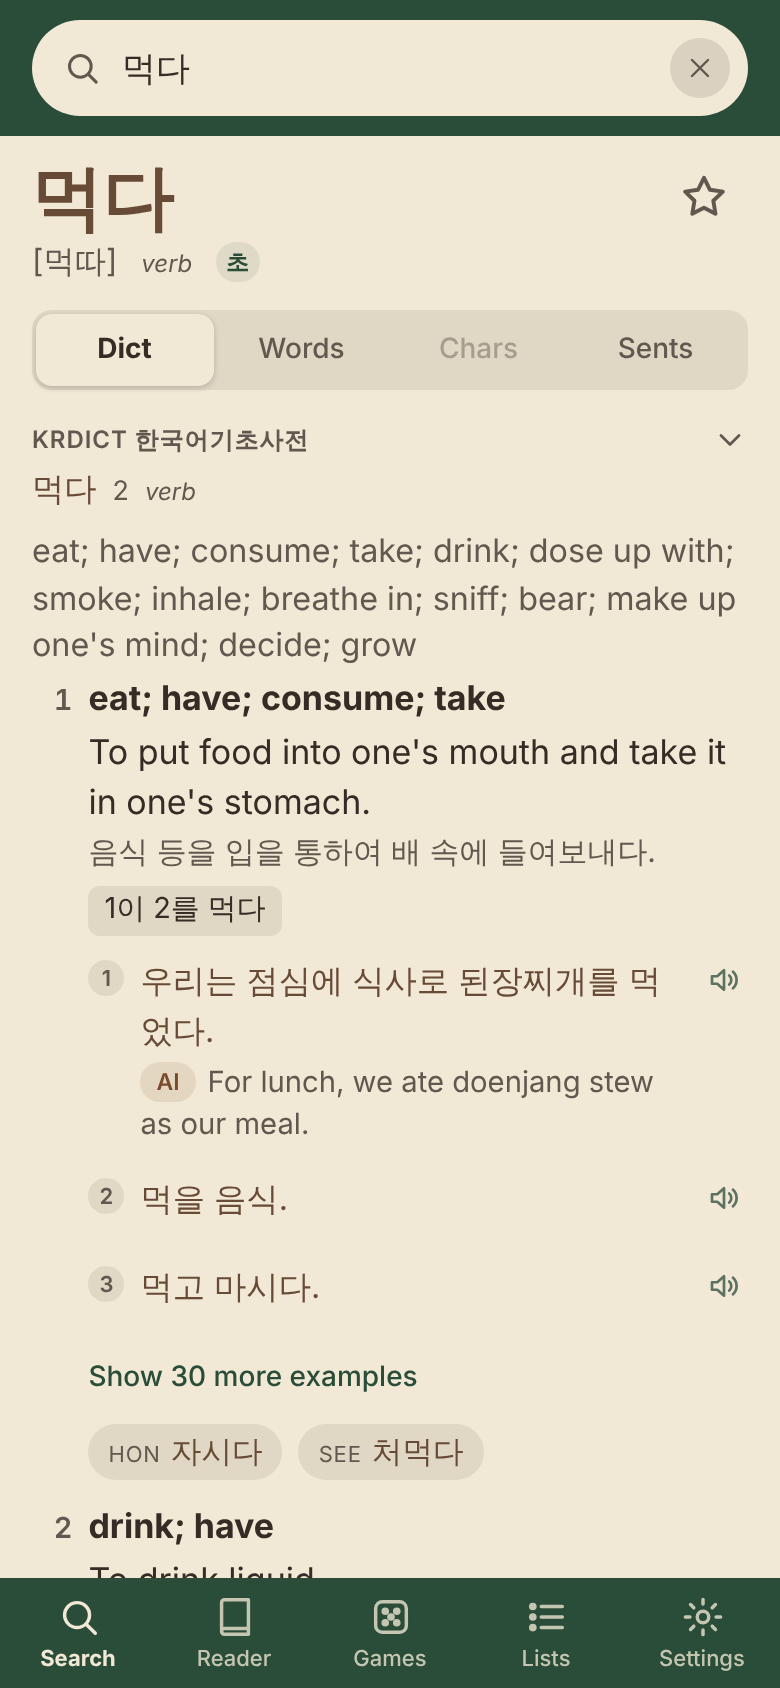 먹다
먹다
[먹따] verb 초
Dict Words Chars Sents
KRDICT 한국어기초사전
먹다 2 verb
eat; have; consume; take; drink; dose up with;
smoke; inhale; breathe in; sniff; bear; make up
one's mind; decide; grow
1 eat; have; consume; take
To put food into one's mouth and take it
in one's stomach.
음식 등을 입을 통하여 배 속에 들여보내다.
1이 2를 먹다
1 우리는 점심에 식사로 된장찌개를 먹
었다.
AI For lunch, we ate doenjang stew
as our meal.
2 먹을 음식.
3 먹고 마시다.
Show 30 more examples
HON 자시다 SEE 처먹다
2 drink; have
To drink liquid
Search Reader Games Lists Settings